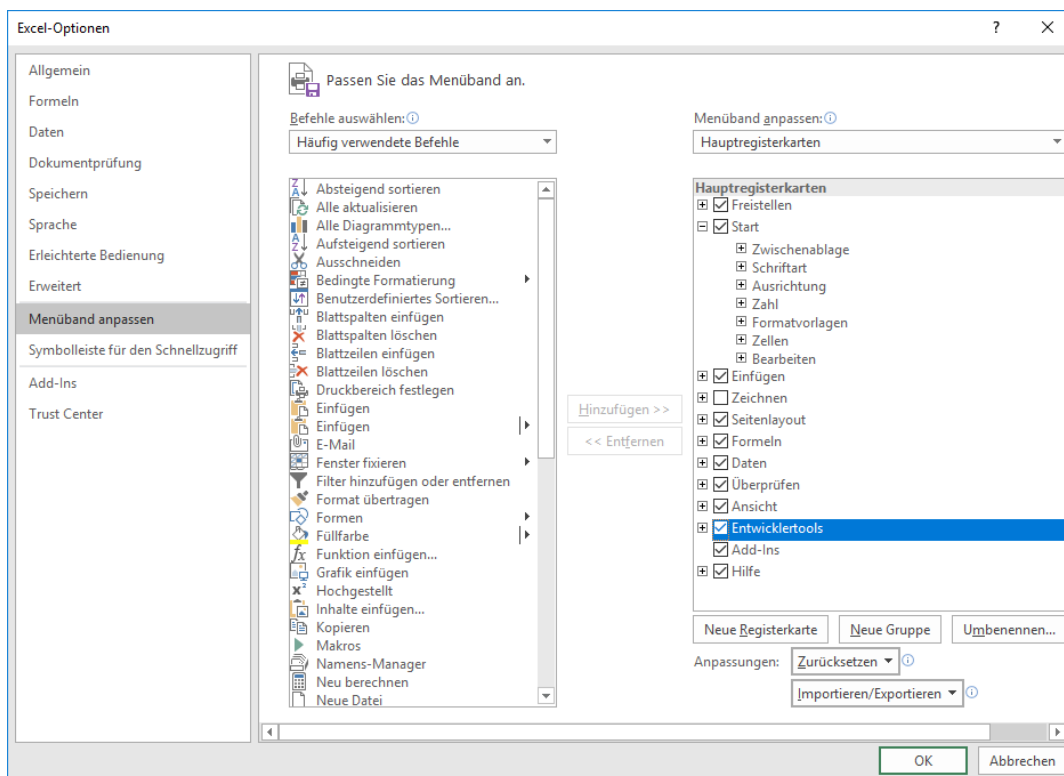 Excel-Optionen
?
Allgemein
Formeln
Daten
Dokumentprüfung
Speichern
Sprache
Erleichterte Bedienung
Erweitert
Menüband anpassen
Symbolleiste für den Schnellzugriff
Add-Ins
Trust Center
Passen Sie das Menüband an.
Befehle auswählen:
Häufig verwendete Befehle
Absteigend sortieren
Alle aktualisieren
Alle Diagrammtypen...
Aufsteigend sortieren
Ausschneiden
Bedingte Formatierung
Benutzerdefiniertes Sortieren...
Blattspalten einfügen
Blattspalten löschen
Blattzeilen einfügen
Blattzeilen löschen
Druckbereich festlegen
Einfügen
Einfügen
E-Mail
Fenster fixieren
Filter hinzufügen oder entfernen
Format übertragen
Formen
Füllfarbe
Funktion einfügen...
Grafik einfügen
Hochgestellt
Inhalte einfügen...
Kopieren
Makros
Namens-Manager
Neu berechnen
Neue Datei
Hinzufügen >>
<< Entfernen
Menüband anpassen:
Hauptregisterkarten
Hauptregisterkarten
Freistellen
Start
Zwischenablage
Schriftart
Ausrichtung
Zahl
Formatvorlagen
Zellen
Bearbeiten
Einfügen
Zeichnen
Seitenlayout
Formeln
Daten
Überprüfen
Ansicht
Entwicklertools
Add-Ins
Hilfe
Neue Registerkarte
Neue Gruppe
Umbenennen...
Anpassungen:
Zurücksetzen
Importieren/Exportieren
OK
Abbrechen